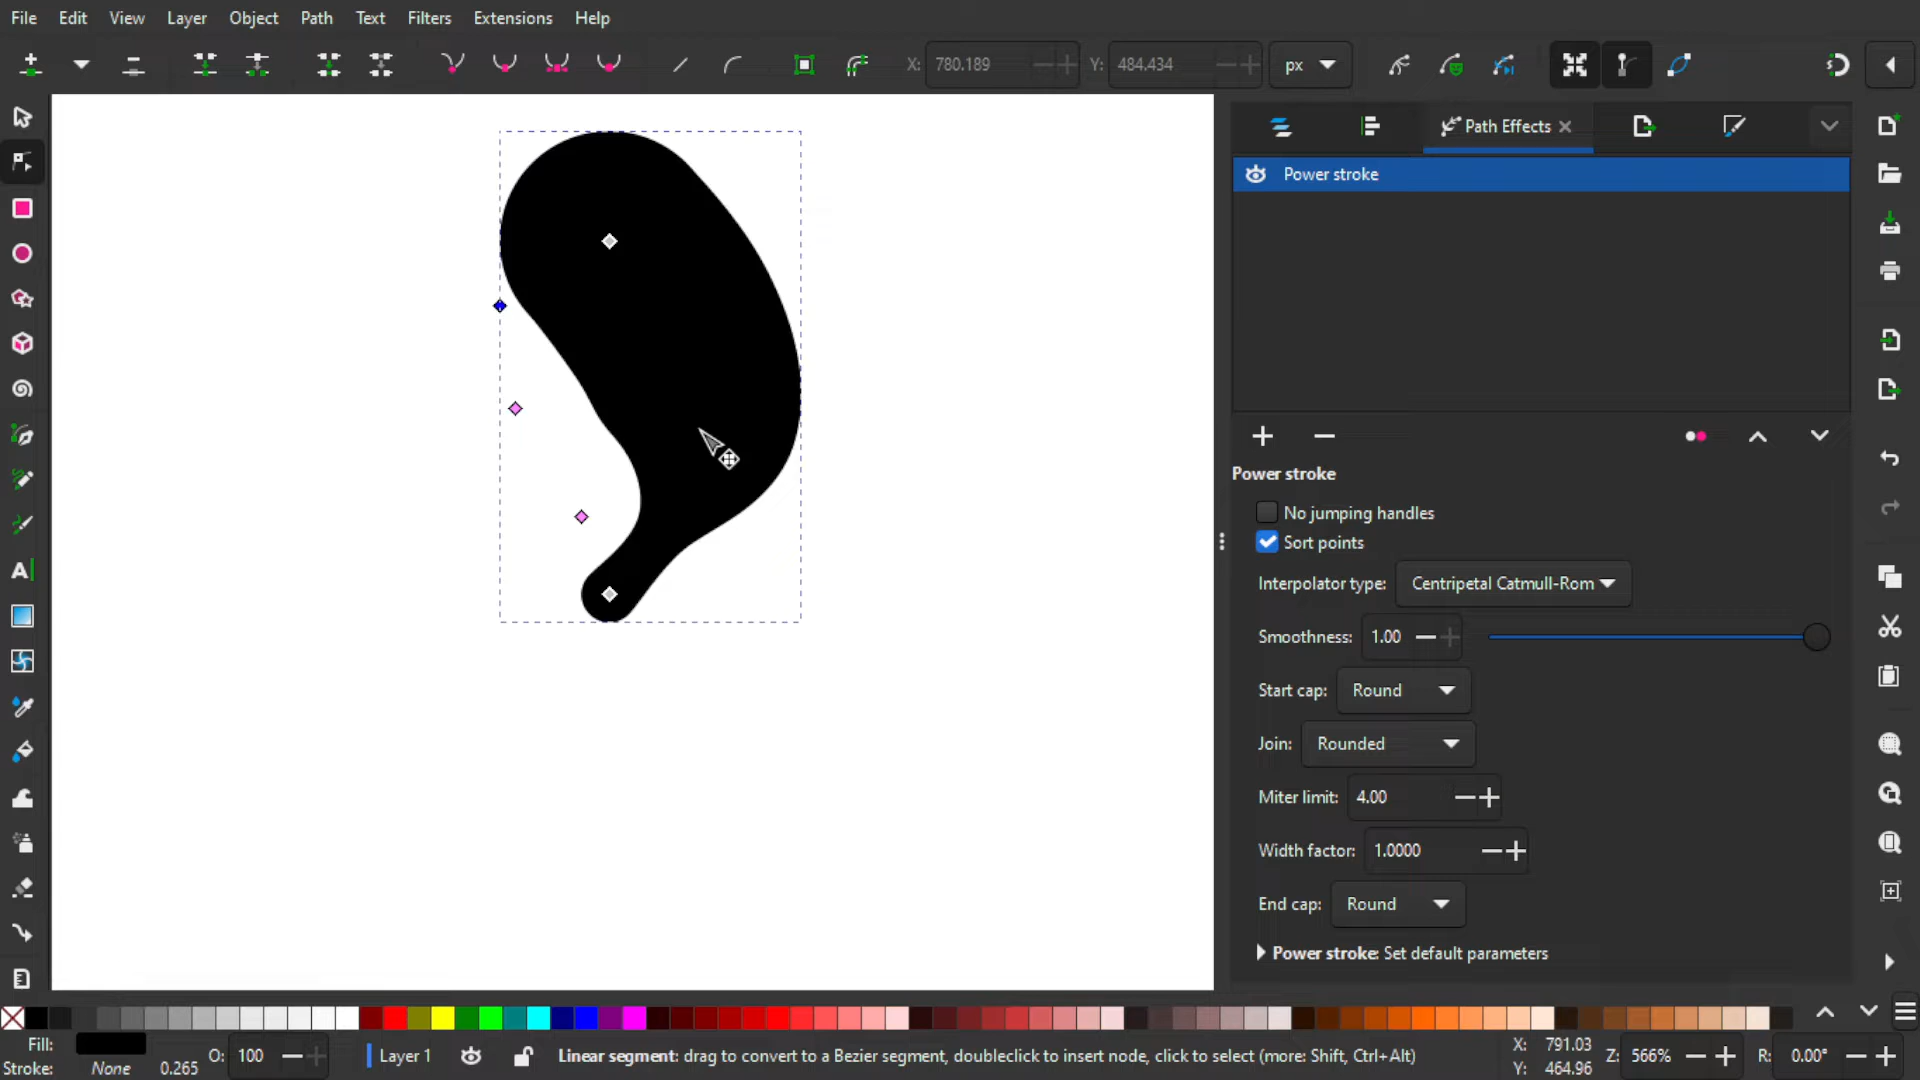 File Edit View Layer Object Path Text Filters Extensions Help
X: 780.189 Y: 484.434 px
Path Effects
Power stroke
Power stroke
No jumping handles
Sort points
Interpolator type: Centripetal Catmull-Rom
Smoothness: 1.00
Start cap: Round
Join: Rounded
Miter limit: 4.00
Width factor: 1.0000
End cap: Round
Power stroke: Set default parameters
Fill:
Stroke: None 0.265
O: 100
Layer 1
Linear segment: drag to convert to a Bezier segment, doubleclick to insert node, click to select (more: Shift, Ctrl+Alt)
X: 791.03
Y: 464.96
Z: 566%
R: 0.00°